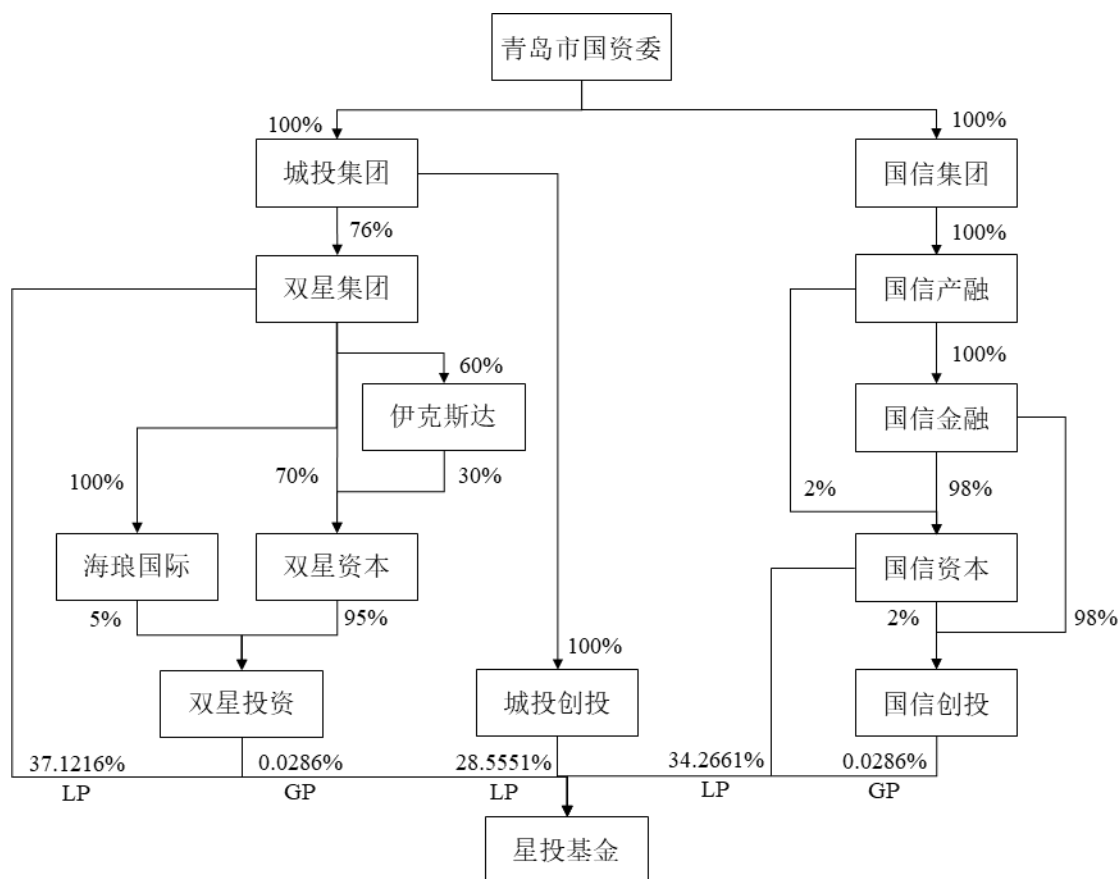 青岛市国资委
100%
100%
城投集团
国信集团
76%
100%
双星集团
国信产融
60%
100%
伊克斯达
国信金融
100%
70%
30%
2%
98%
海琅国际
双星资本
国信资本
5%
95%
2%
98%
100%
双星投资
城投创投
国信创投
37.1216%
0.0286%
28.5551%
34.2661%
0.0286%
LP
GP
LP
LP
GP
星投基金